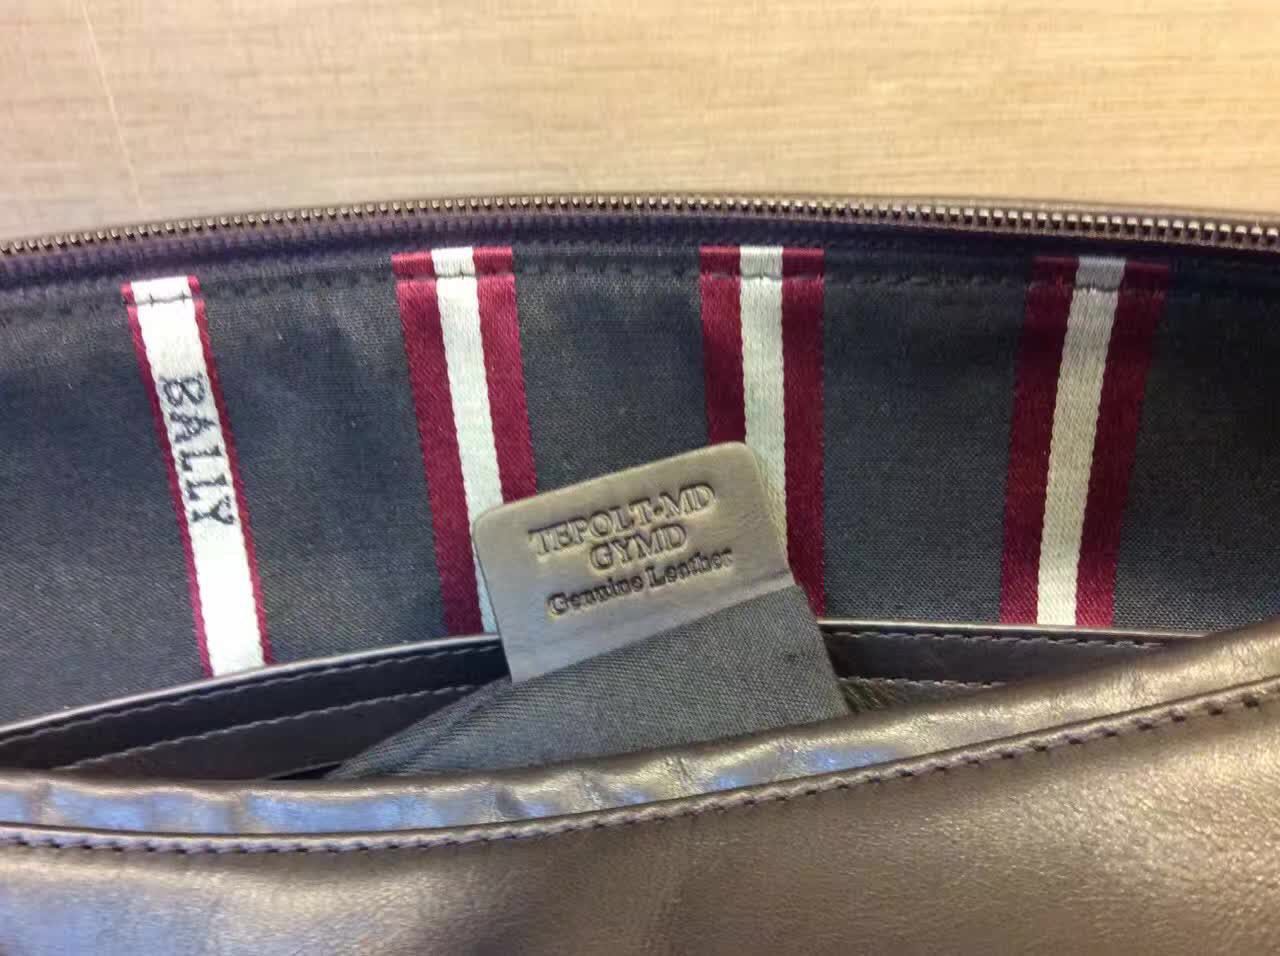 BALLY
TEPOLT-MD
GYMD
Genuine Leather